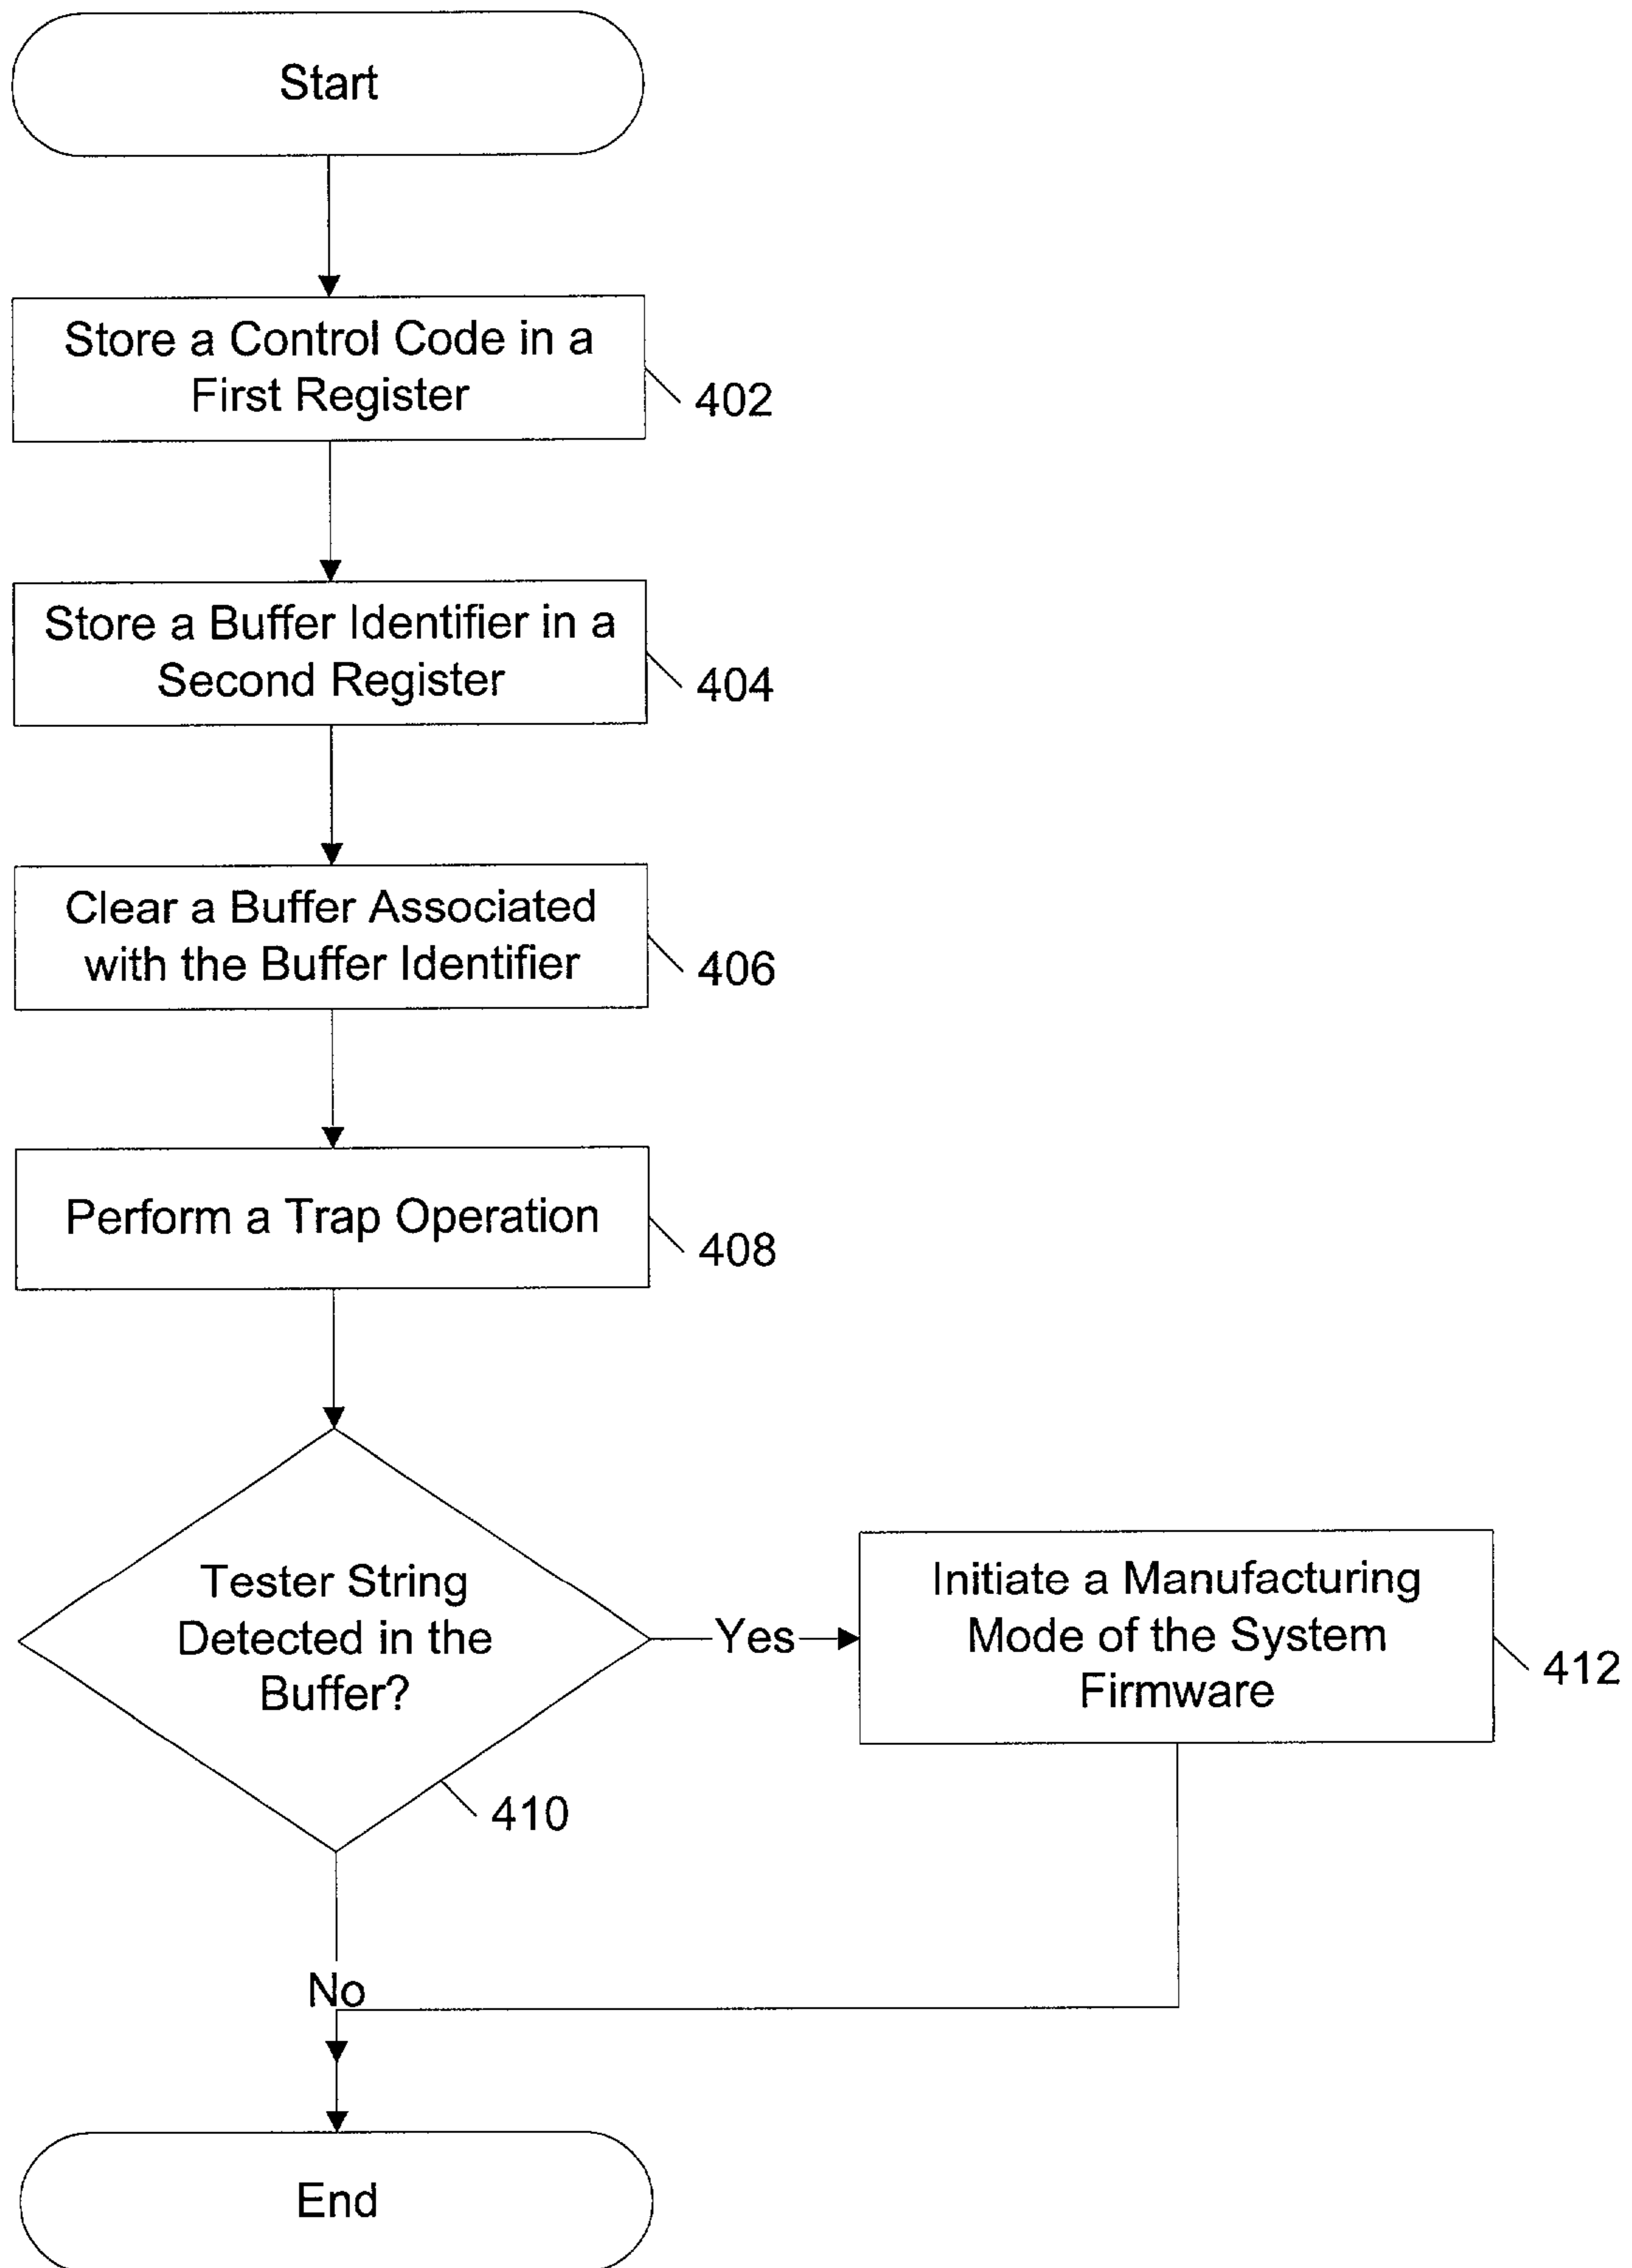 Start
Store a Control Code in a
First Register
402
Store a Buffer Identifier in a
Second Register
404
Clear a Buffer Associated
with the Buffer Identifier
406
Perform a Trap Operation
408
Tester String
Detected in the
Buffer?
410
Yes
Initiate a Manufacturing
Mode of the System
Firmware
412
No
End